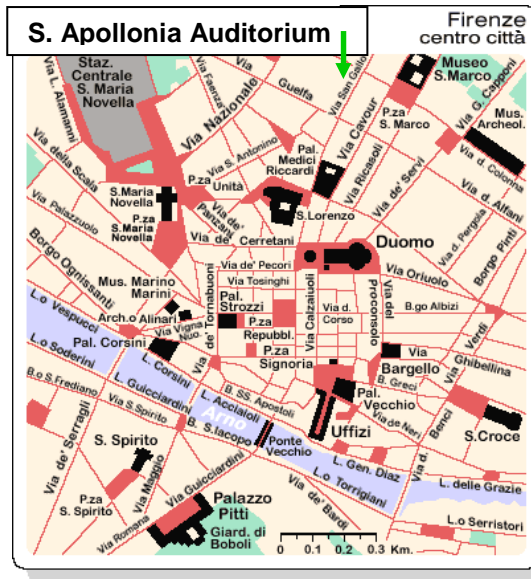 S. Apollonia Auditorium
Firenze
centro città
Staz.
Centrale
S. Maria
Novella
Via L. Alamanni
Via Faenza
Via Nazionale
Guelfa
Via San Gallo
Via Cavour
Museo
S.Marco
Via G. Capponi
P.za
S. Marco
Mus.
Archeol.
Via d. Colonna
Via della Scala
Via S. Antonino
Pal.
Medici
Riccardi
Via Ricasoli
Via de' Servi
Via d. Alfani
P.za
Unità
S.Maria
Novella
Via de'
Panzani
S.Lorenzo
Via Palazzuolo
P.za
S.Maria
Novella
Via de' Cerretani
Duomo
Via d. Pergola
Borgo Pinti
Borgo Ognissanti
Via de' Pecori
Via Oriuolo
Mus. Marino
Marini
Via de' Tornabuoni
Via Tosinghi
Via Calzaiuoli
Via del
Proconsolo
L.o Vespucci
Arch.o Alinari
Via Vigna
Nuo.
Pal.
Strozzi
P.za
Repubbl.
Via d.
Corso
B.go Albizi
L.o Soderini
Pal. Corsini
P.za
Signoria
Via
Bargello
Via Verdi
Ghibellina
B.o S. Frediano
L. Corsini
L. Guicciardini
Via
B. SS. Apostoli
L. Acciaioli
Pal.
Vecchio
B. Greci
Via de' Serragli
Via S. Spirito
Arno
B. S. Iacopo
Uffizi
Via de Neri
Via d. Benci
S.Croce
S. Spirito
Via Maggio
Ponte
Vecchio
L. Gen. Diaz
L. delle Grazie
P.za
S. Spirito
Via Guicciardini
L.o Torrigiani
Via de' Bardi
L.o Serristori
Via Romana
Palazzo
Pitti
Giard. di
Boboli
0 0.1 0.2 0.3 Km.